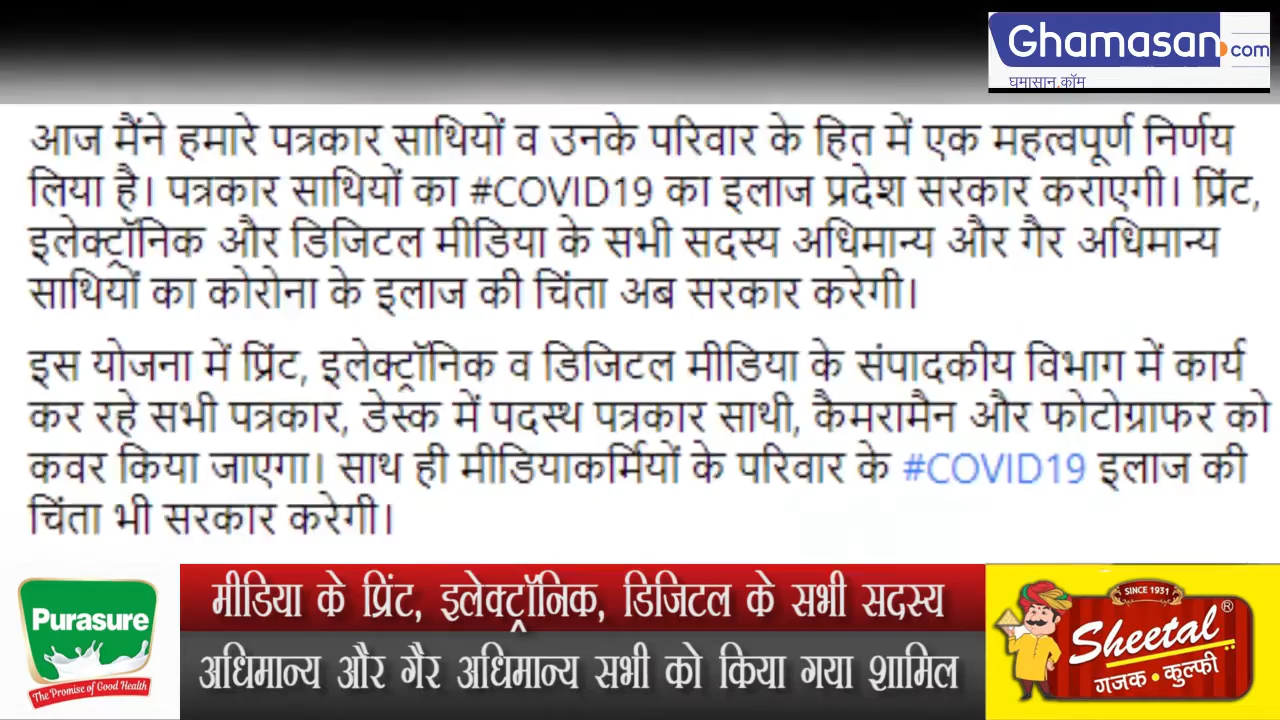 Ghamasan.com
घमासान.कॉम
आज मैंने हमारे पत्रकार साथियों व उनके परिवार के हित में एक महत्वपूर्ण निर्णय
लिया है। पत्रकार साथियों का #COVID19 का इलाज प्रदेश सरकार कराएगी। प्रिंट,
इलेक्ट्रॉनिक और डिजिटल मीडिया के सभी सदस्य अधिमान्य और गैर अधिमान्य
साथियों का कोरोना के इलाज की चिंता अब सरकार करेगी।
इस योजना में प्रिंट, इलेक्ट्रॉनिक व डिजिटल मीडिया के संपादकीय विभाग में कार्य
कर रहे सभी पत्रकार, डेस्क में पदस्थ पत्रकार साथी, कैमरामैन और फोटोग्राफर को
कवर किया जाएगा। साथ ही मीडियाकर्मियों के परिवार के #COVID19 इलाज की
चिंता भी सरकार करेगी।
Purasure
The Promise of Good Health
मीडिया के प्रिंट, इलेक्ट्रॉनिक, डिजिटल के सभी सदस्य
अधिमान्य और गैर अधिमान्य सभी को किया गया शामिल
SINCE 1931
Sheetal®
गजक • कुल्फी